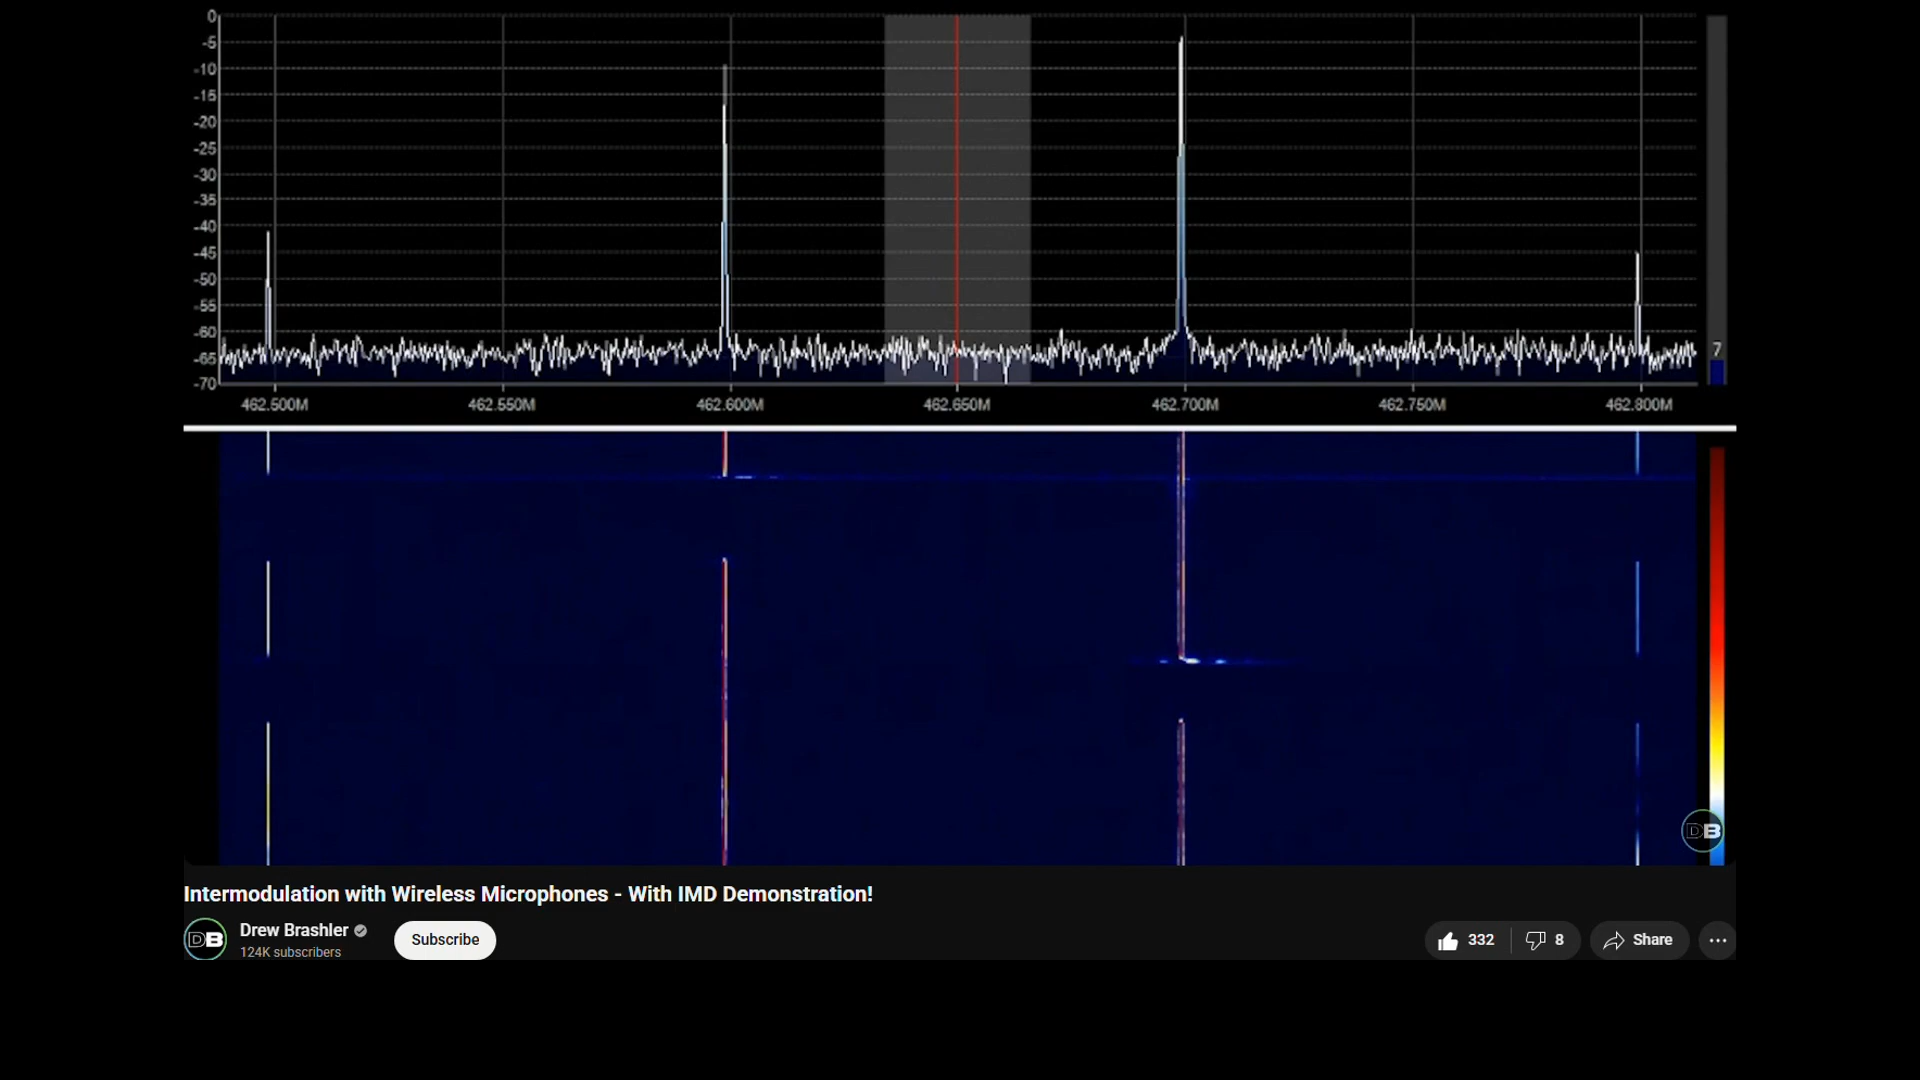 0
-5
-10
-15
-20
-25
-30
-35
-40
-45
-50
-55
-60
-65
-70
7
462.500M 462.550M 462.600M 462.650M 462.700M 462.750M 462.800M
DB
Intermodulation with Wireless Microphones - With IMD Demonstration!
DB
Drew Brashler
124K subscribers
Subscribe
332
8
Share